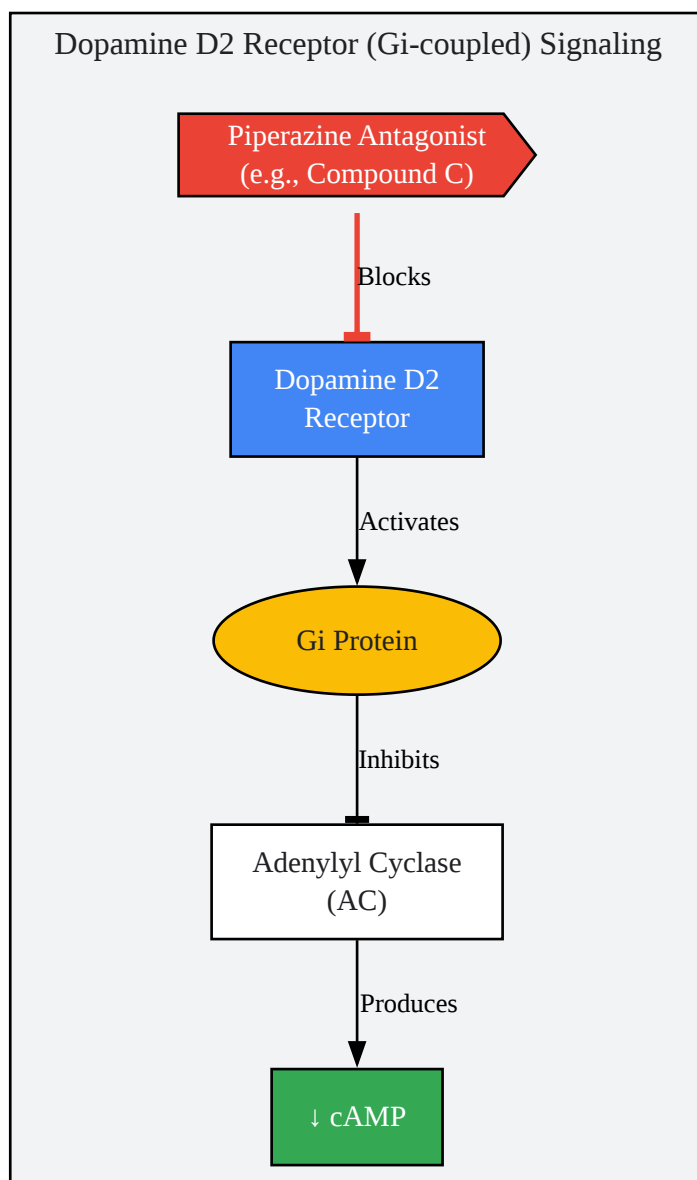 Dopamine D2 Receptor (Gi-coupled) Signaling
Piperazine Antagonist
(e.g., Compound C)
Blocks
Dopamine D2
Receptor
Activates
Gi Protein
Inhibits
Adenylyl Cyclase
(AC)
Produces
↓ cAMP